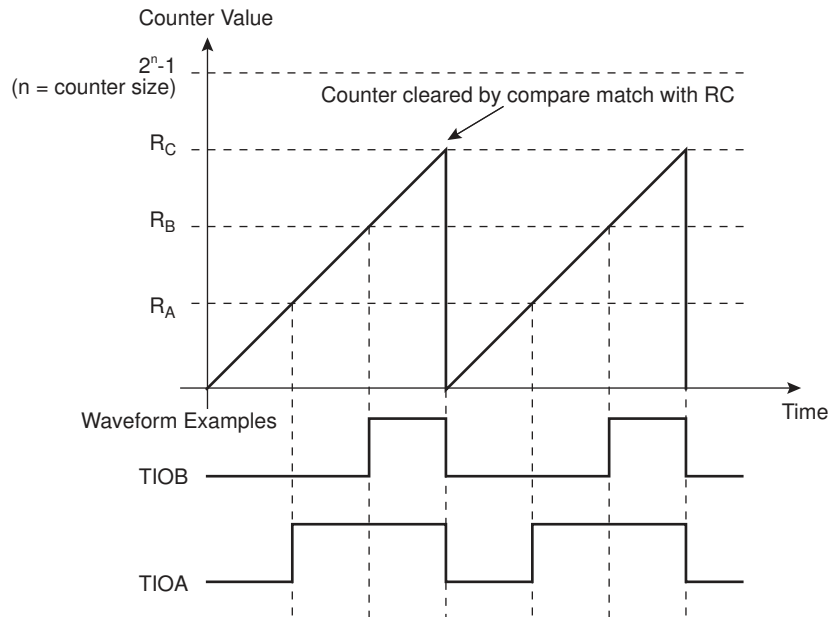 Counter Value
2ⁿ-1
(n = counter size)
Counter cleared by compare match with RC
R_C
R_B
R_A
Time
Waveform Examples
TIOB
TIOA